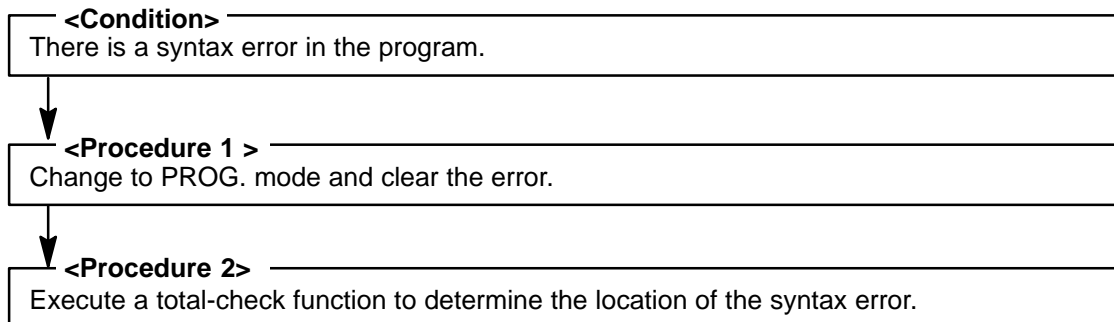 <Condition>
There is a syntax error in the program.
<Procedure 1 >
Change to PROG. mode and clear the error.
<Procedure 2>
Execute a total-check function to determine the location of the syntax error.